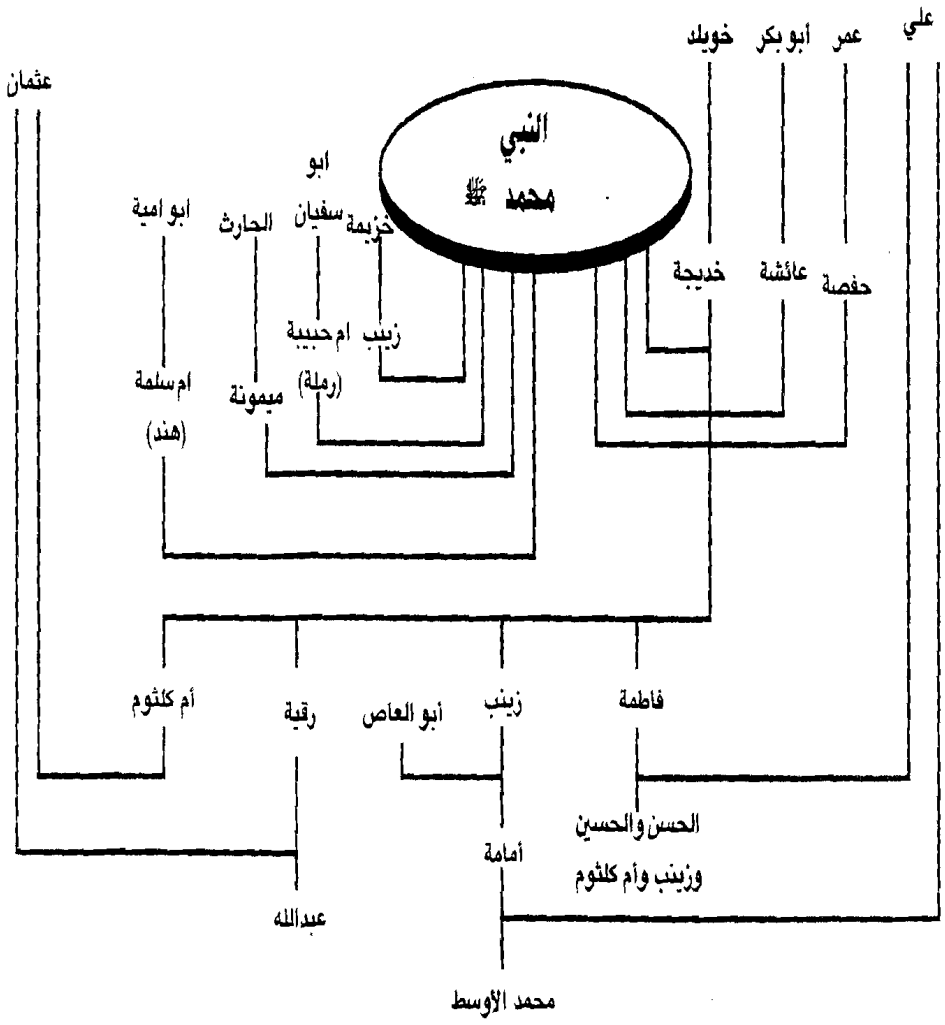 علي
عمر
أبو بكر
خويلد
عثمان
النبي
محمد ﷺ
ابو
سفيان
خزيمة
الحارث
ابو امية
حفصة
عائشة
خديجة
زينب
ام حبيبة
(رملة)
ميمونة
ام سلمة
(هند)
فاطمة
زينب
أبو العاص
رقية
أم كلثوم
الحسن والحسين
وزينب وأم كلثوم
أمامة
عبدالله
محمد الأوسط